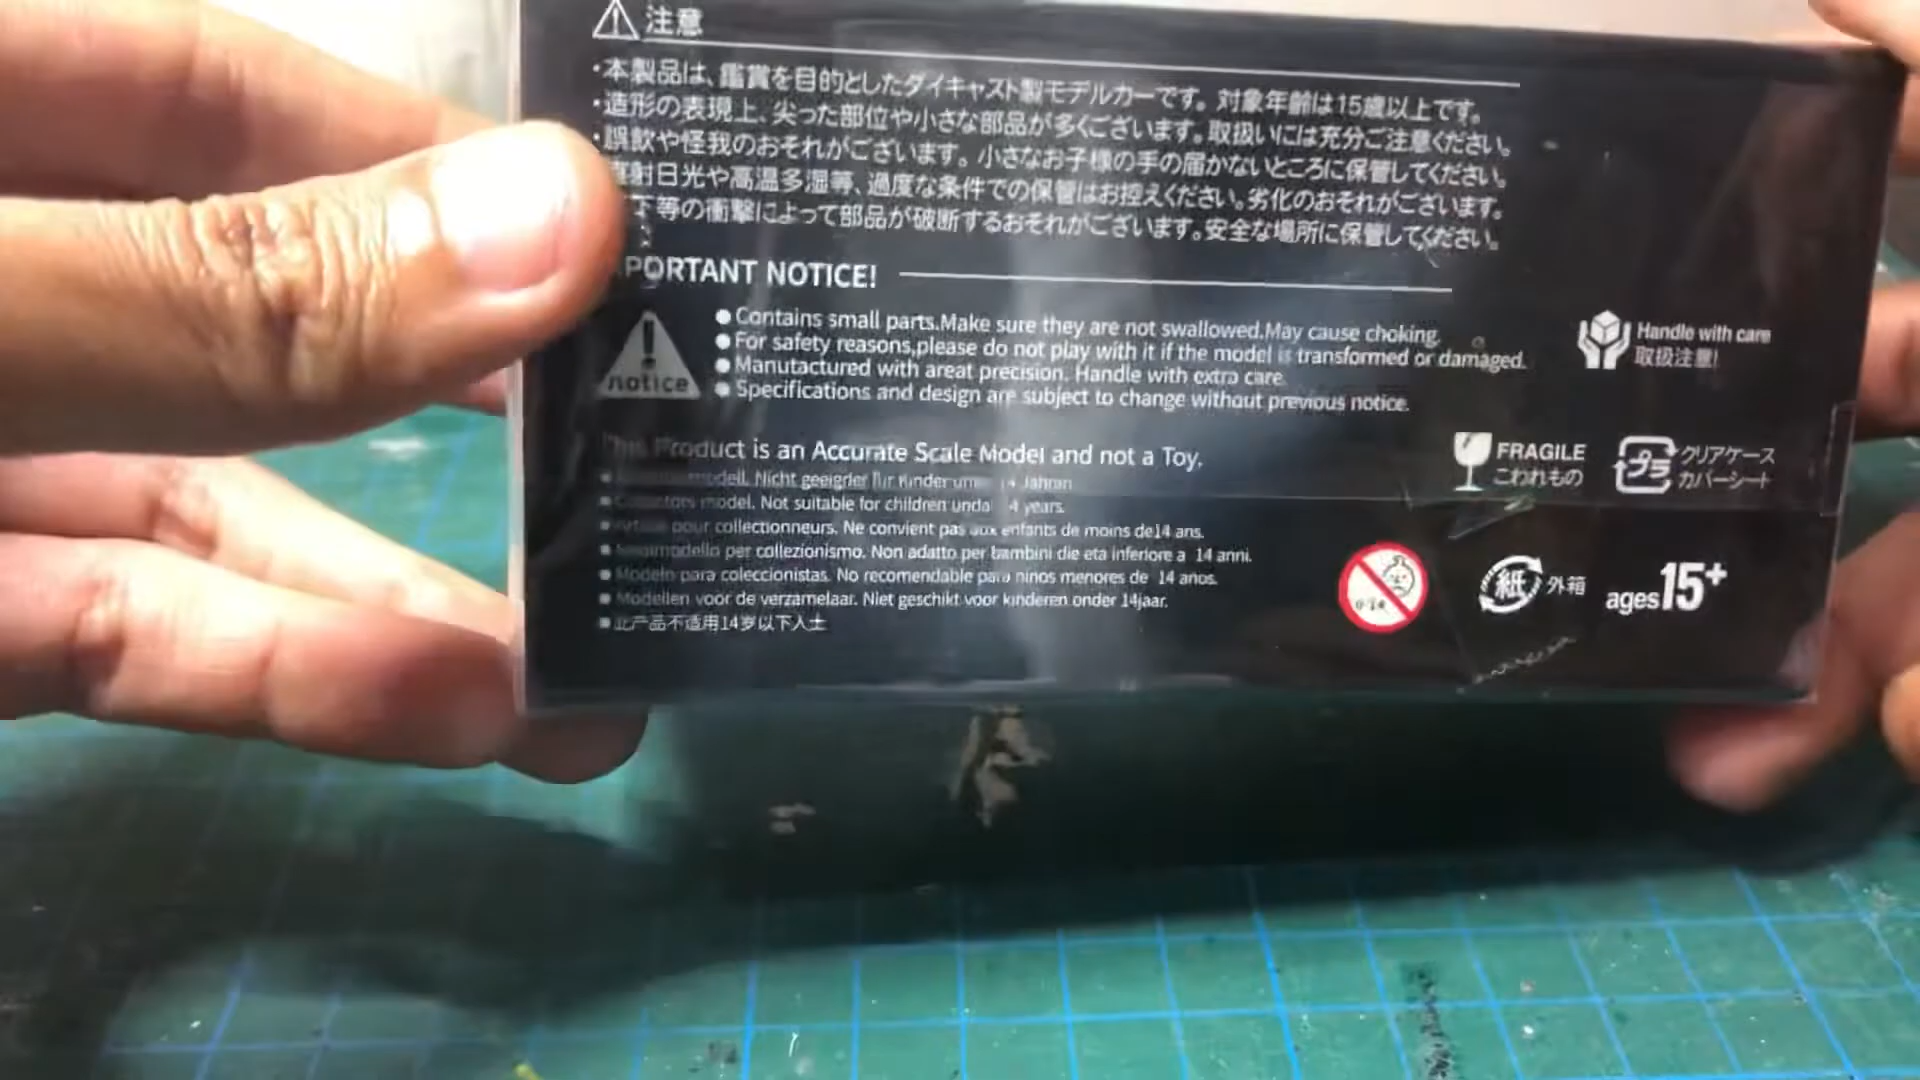 注意
・本製品は、鑑賞を目的としたダイキャスト製モデルカーです。対象年齢は15歳以上です。
・造形の表現上、尖った部位や小さな部品が多くございます。取扱いには充分ご注意ください。
・誤飲や怪我のおそれがございます。小さなお子様の手の届かないところに保管してください。
射日光や高温多湿等、過度な条件での保管はお控えください。劣化のおそれがございます。
下等の衝撃によって部品が破断するおそれがございます。安全な場所に保管してください。
PORTANT NOTICE!
notice
●Contains small parts.Make sure they are not swallowed.May cause choking.
●For safety reasons,please do not play with it if the model is transformed or damaged.
●Manutactured with areat precision. Handle with extra care.
●Specifications and design are subject to change without previous notice.
Handle with care
取扱注意!
This Product is an Accurate Scale Model and not a Toy.
modell. Nicht geeigder für Kinder 14 Jahren
■Collectors model. Not suitable for children 4 years.
pour collectionneurs. Ne convient pas aux enfants de moins de14 ans.
per collezionismo. Non adatto per bambini die eta inferiore a 14 anni.
■Modeln para coleccionistas. No recomendable para ninos menores de 14 anos.
■Modellen voor de verzamelaar. Niet geschikt voor kinderen onder 14jaar.
■此产品不适用14岁以下人士
FRAGILE
こわれもの
プラ
クリアケース
カバーシート
紙
外箱
ages15+